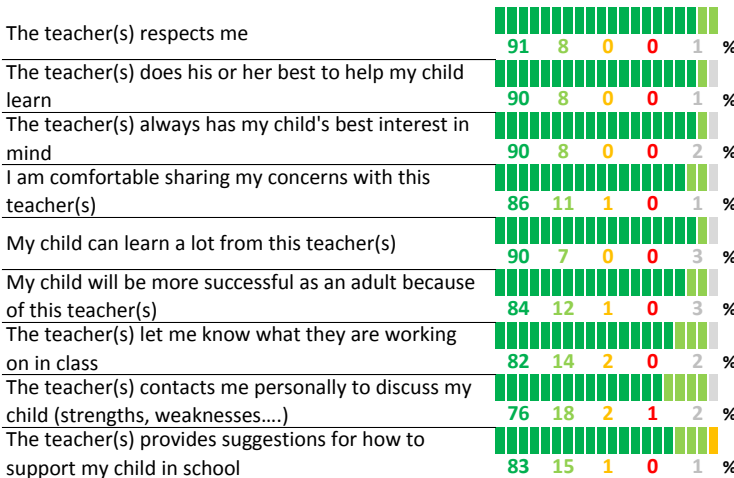 The teacher(s) respects me
91 8 0 0 1 %
The teacher(s) does his or her best to help my child
learn
90 8 0 0 1 %
The teacher(s) always has my child's best interest in
mind
90 8 0 0 2 %
I am comfortable sharing my concerns with this
teacher(s)
86 11 1 0 1 %
My child can learn a lot from this teacher(s)
90 7 0 0 3 %
My child will be more successful as an adult because
of this teacher(s)
84 12 1 0 3 %
The teacher(s) let me know what they are working
on in class
82 14 2 0 2 %
The teacher(s) contacts me personally to discuss my
child (strengths, weaknesses....)
76 18 2 1 2 %
The teacher(s) provides suggestions for how to
support my child in school
83 15 1 0 1 %